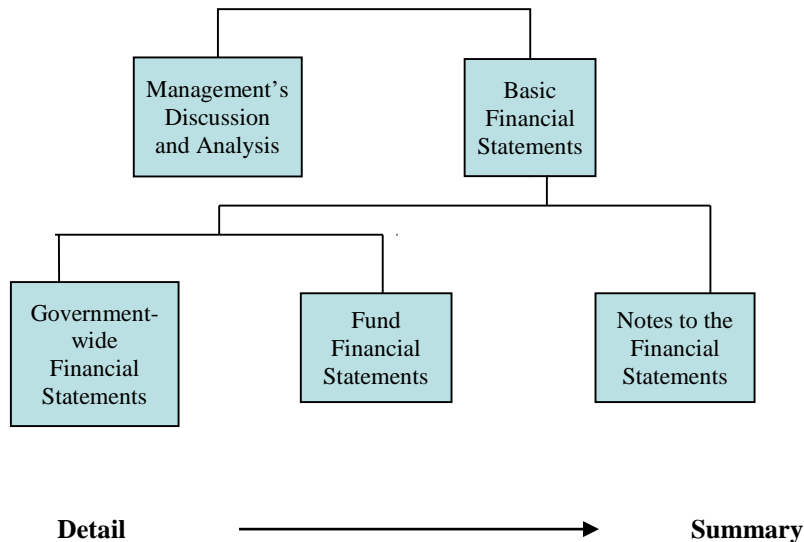 Management’s
Discussion
and Analysis
Basic
Financial
Statements
Government-
wide
Financial
Statements
Fund
Financial
Statements
Notes to the
Financial
Statements
Detail
Summary